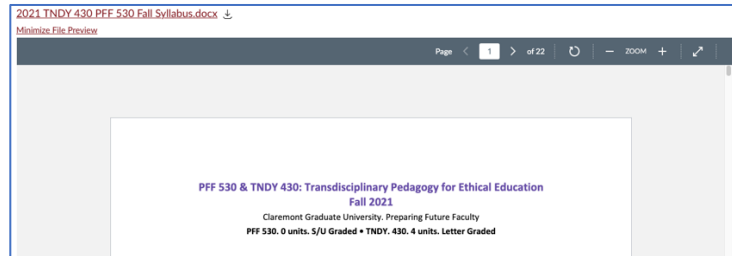 2021 TNDY 430 PFF 530 Fall Syllabus.docx
Minimize File Preview
Page < 1 > of 22 − ZOOM +
PFF 530 & TNDY 430: Transdisciplinary Pedagogy for Ethical Education
Fall 2021
Claremont Graduate University. Preparing Future Faculty
PFF 530. 0 units. S/U Graded • TNDY. 430. 4 units. Letter Graded